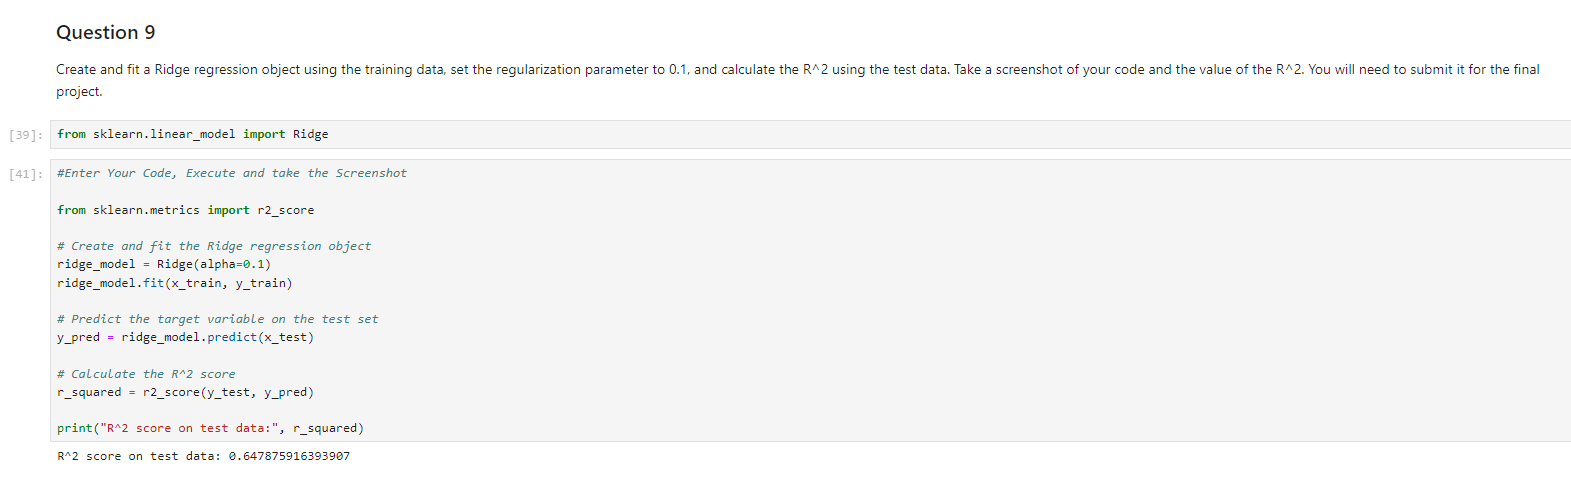 Question 9
Create and fit a Ridge regression object using the training data, set the regularization parameter to 0.1, and calculate the R^2 using the test data. Take a screenshot of your code and the value of the R^2. You will need to submit it for the final
project.
[39]: from sklearn.linear_model import Ridge
[41]: #Enter Your Code, Execute and take the Screenshot
from sklearn.metrics import r2_score
# Create and fit the Ridge regression object
ridge_model = Ridge(alpha=0.1)
ridge_model.fit(x_train, y_train)
# Predict the target variable on the test set
y_pred = ridge_model.predict(x_test)
# Calculate the R^2 score
r_squared = r2_score(y_test, y_pred)
print("R^2 score on test data:", r_squared)
R^2 score on test data: 0.647875916393907